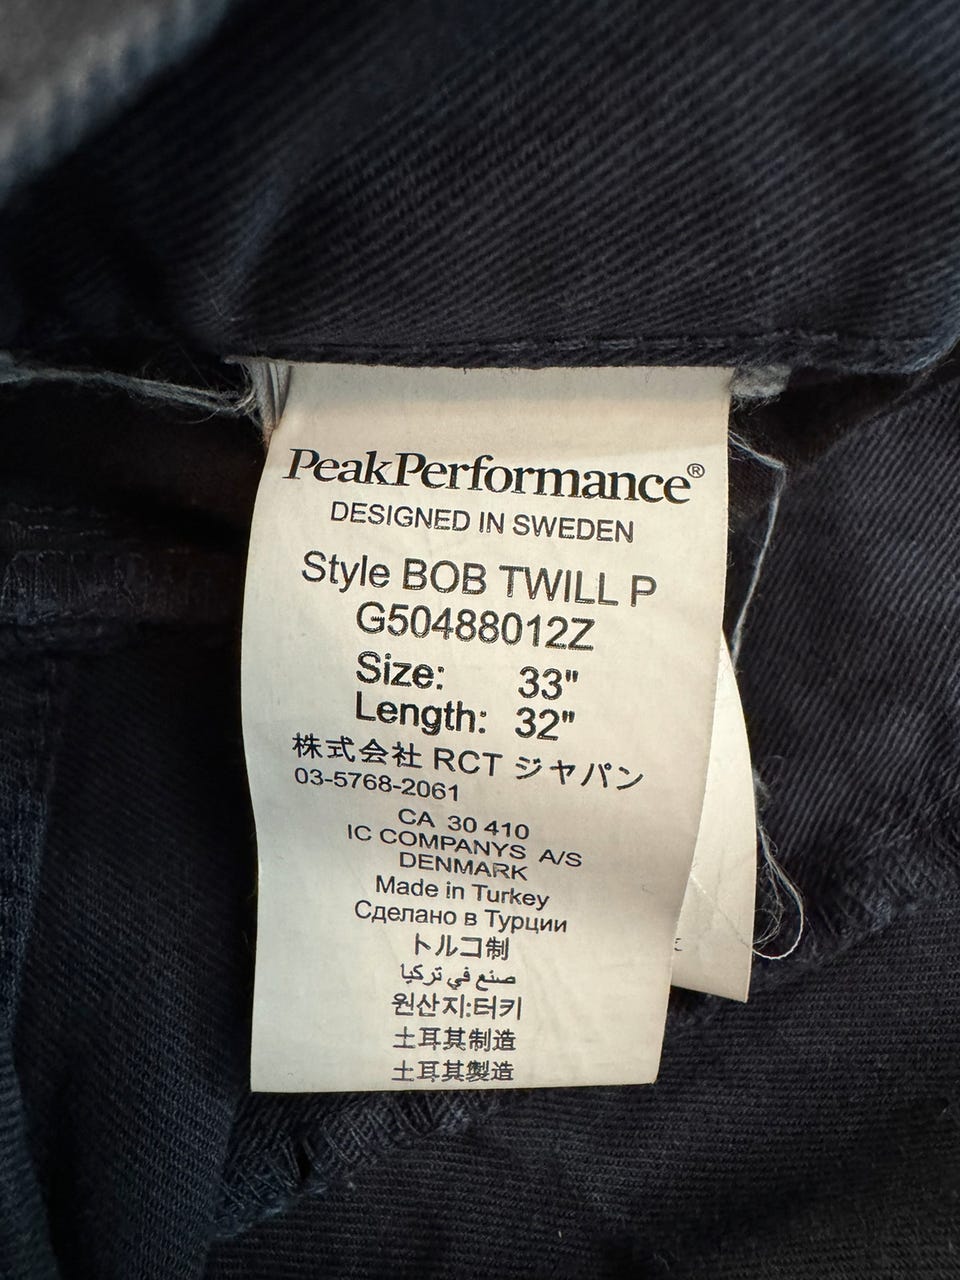 PeakPerformance®
DESIGNED IN SWEDEN
Style BOB TWILL P
G50488012Z
Size: 33"
Length: 32"
株式会社 RCT ジャパン
03-5768-2061
CA 30 410
IC COMPANYS A/S
DENMARK
Made in Turkey
Сделано в Турции
トルコ制
صنع في تركيا
원산지:터키
土耳其制造
土耳其製造